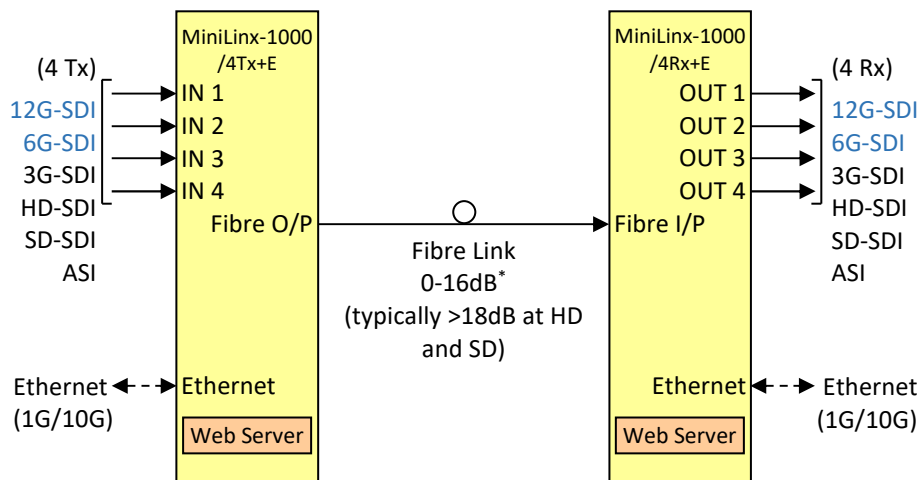 (4 Tx)
12G-SDI
6G-SDI
3G-SDI
HD-SDI
SD-SDI
ASI
Ethernet
(1G/10G)
MiniLinx-1000
/4Tx+E
IN 1
IN 2
IN 3
IN 4
Fibre O/P
Ethernet
Web Server
Fibre Link
0-16dB*
(typically >18dB at HD
and SD)
MiniLinx-1000
/4Rx+E
OUT 1
OUT 2
OUT 3
OUT 4
Fibre I/P
Ethernet
Web Server
(4 Rx)
12G-SDI
6G-SDI
3G-SDI
HD-SDI
SD-SDI
ASI
Ethernet
(1G/10G)